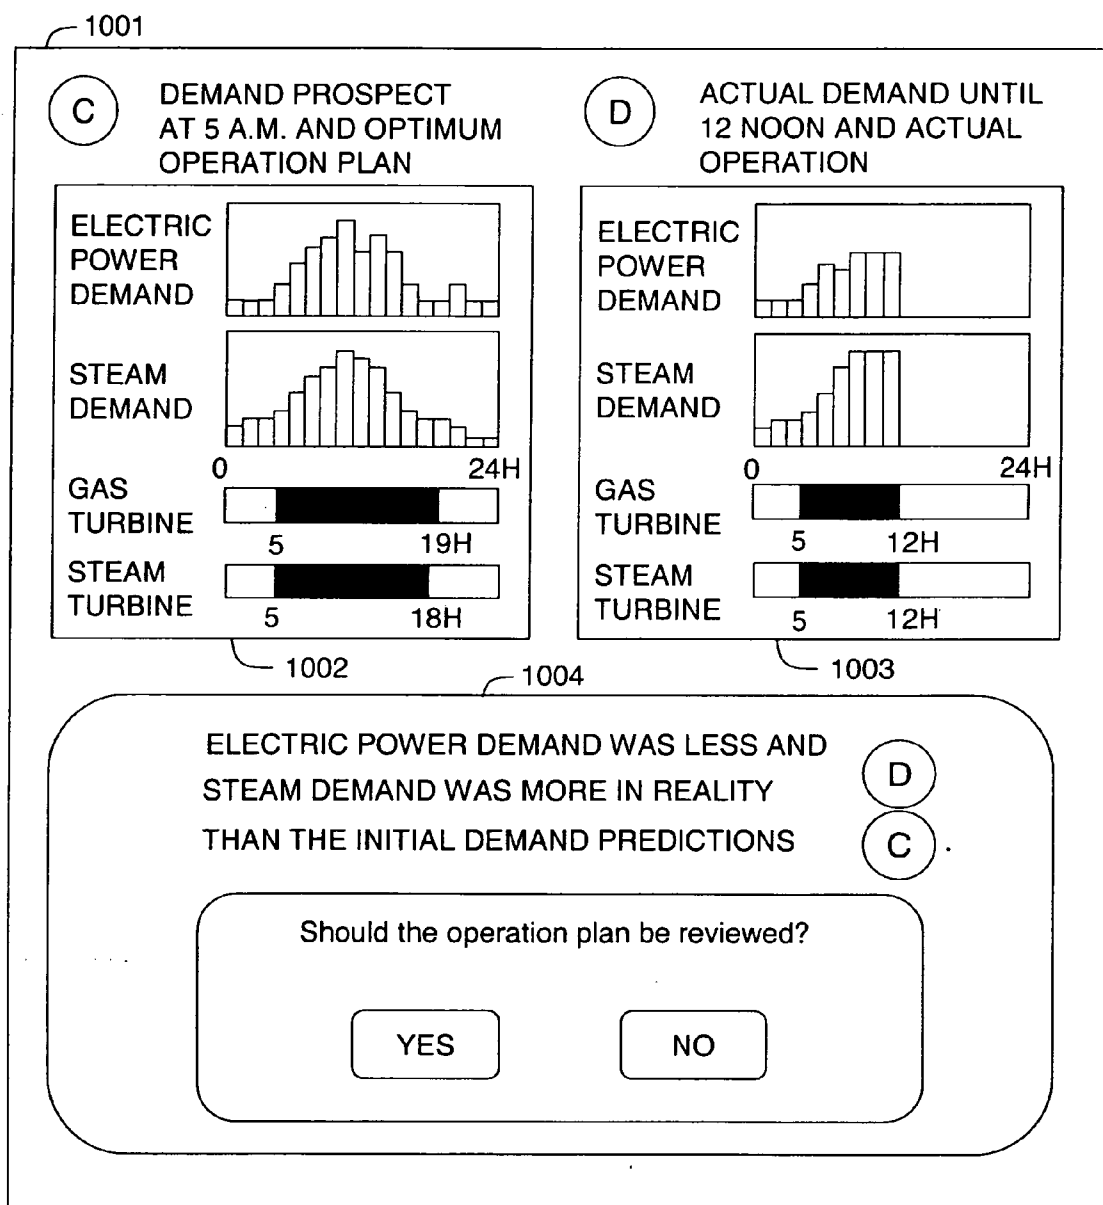 1001
C
DEMAND PROSPECT
AT 5 A.M. AND OPTIMUM
OPERATION PLAN
ELECTRIC
POWER
DEMAND
STEAM
DEMAND
0
24H
GAS
TURBINE
5
19H
STEAM
TURBINE
5
18H
1002
D
ACTUAL DEMAND UNTIL
12 NOON AND ACTUAL
OPERATION
ELECTRIC
POWER
DEMAND
STEAM
DEMAND
0
24H
GAS
TURBINE
5
12H
STEAM
TURBINE
5
12H
1003
1004
ELECTRIC POWER DEMAND WAS LESS AND
STEAM DEMAND WAS MORE IN REALITY D
THAN THE INITIAL DEMAND PREDICTIONS C.
Should the operation plan be reviewed?
YES
NO